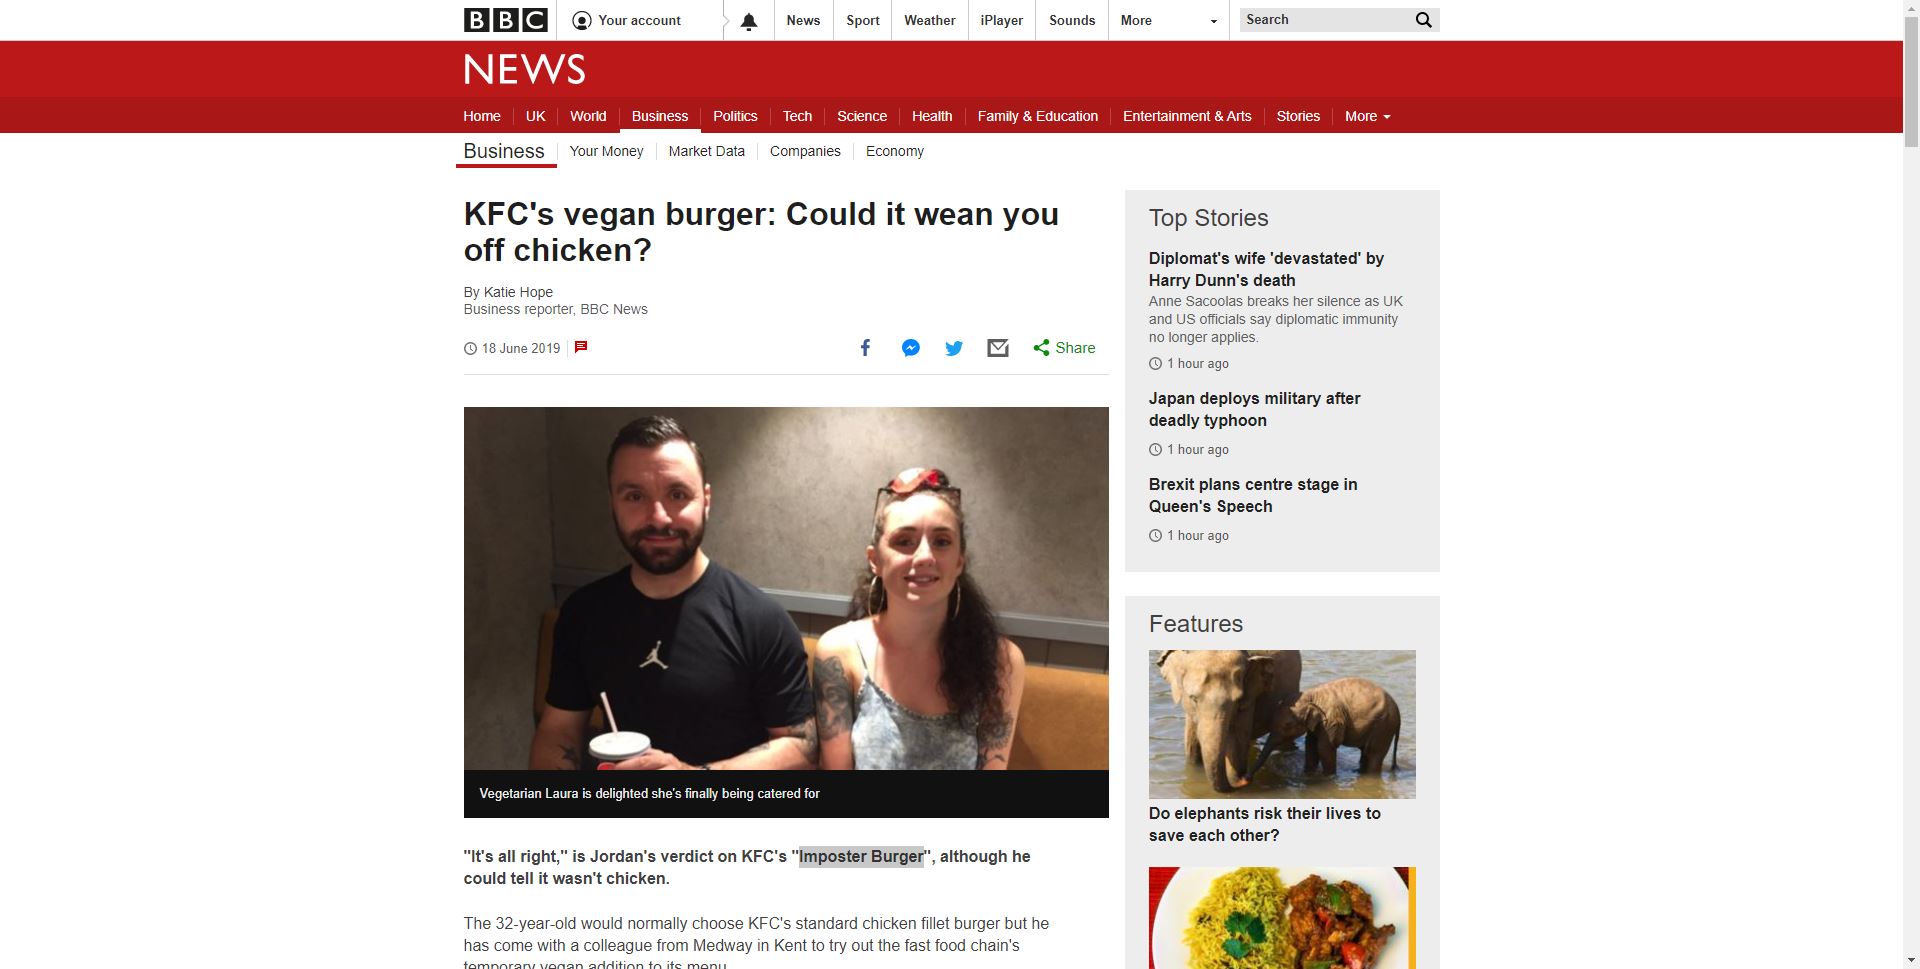 BBC
Your account
News
Sport
Weather
iPlayer
Sounds
More
Search
NEWS
Home
UK
World
Business
Politics
Tech
Science
Health
Family & Education
Entertainment & Arts
Stories
More
Business
Your Money
Market Data
Companies
Economy
KFC's vegan burger: Could it wean you
off chicken?
By Katie Hope
Business reporter, BBC News
18 June 2019
Share
Vegetarian Laura is delighted she's finally being catered for
"It's all right," is Jordan's verdict on KFC's "Imposter Burger", although he
could tell it wasn't chicken.
The 32-year-old would normally choose KFC's standard chicken fillet burger but he
has come with a colleague from Medway in Kent to try out the fast food chain's
temporary vegan addition to its menu.
Top Stories
Diplomat's wife 'devastated' by
Harry Dunn's death
Anne Sacoolas breaks her silence as UK
and US officials say diplomatic immunity
no longer applies.
1 hour ago
Japan deploys military after
deadly typhoon
1 hour ago
Brexit plans centre stage in
Queen's Speech
1 hour ago
Features
Do elephants risk their lives to
save each other?